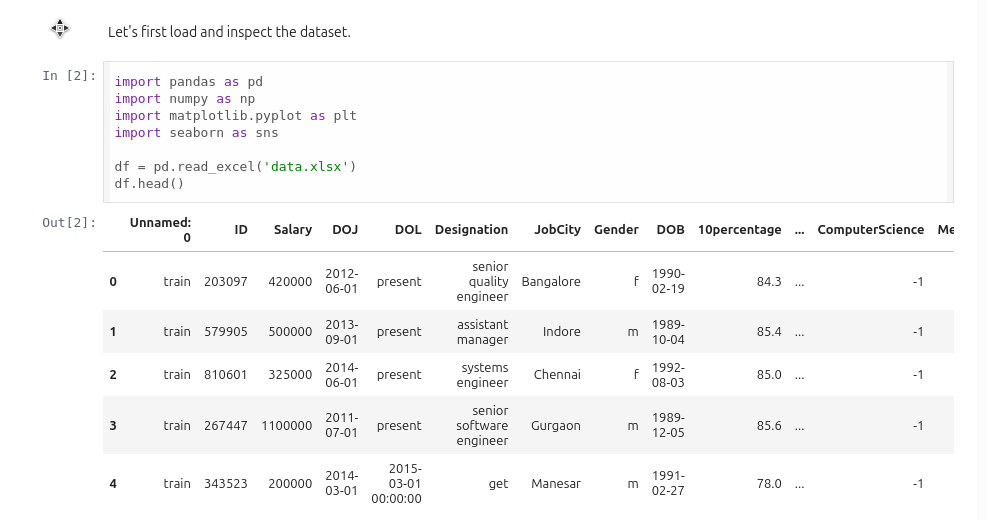 Let's first load and inspect the dataset.
In [2]:
import pandas as pd
import numpy as np
import matplotlib.pyplot as plt
import seaborn as sns
df = pd.read_excel('data.xlsx')
df.head()
Out[2]:
Unnamed: 0 ID Salary DOJ DOL Designation JobCity Gender DOB 10percentage ... ComputerScience Me
0 train 203097 420000 2012-06-01 present senior quality engineer Bangalore f 1990-02-19 84.3 ... -1
1 train 579905 500000 2013-09-01 present assistant manager Indore m 1989-10-04 85.4 ... -1
2 train 810601 325000 2014-06-01 present systems engineer Chennai f 1992-08-03 85.0 ... -1
3 train 267447 1100000 2011-07-01 present senior software engineer Gurgaon m 1989-12-05 85.6 ... -1
4 train 343523 200000 2014-03-01 2015-03-01 00:00:00 get Manesar m 1991-02-27 78.0 ... -1